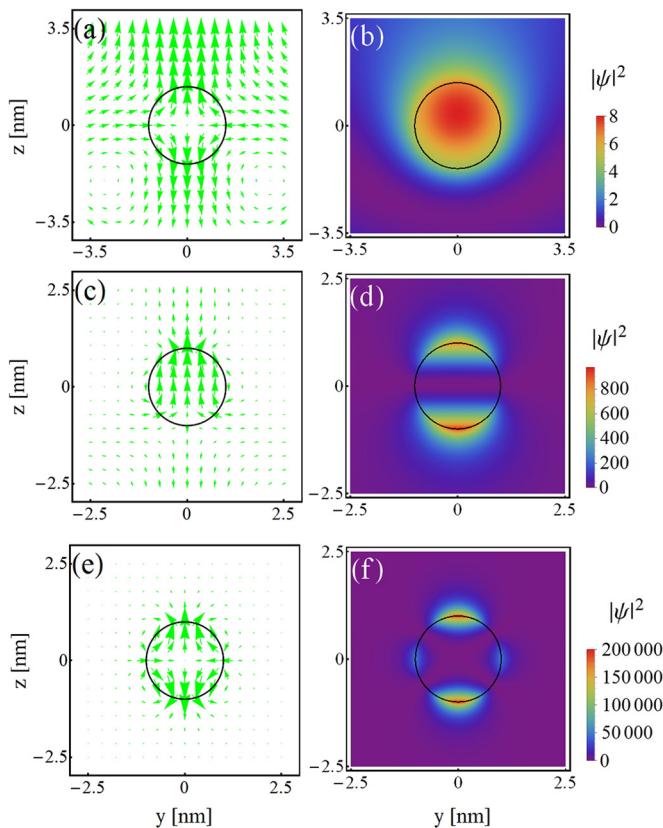 (a) (b)
3.5 3.5
|ψ|²
z [nm]
8
6
0 0
4
2
0
−3.5 −3.5
−3.5 0 3.5 −3.5 0 3.5
(c) (d)
2.5 2.5
|ψ|²
z [nm]
800
600
0 0
400
200
0
−2.5 −2.5
−2.5 0 2.5 −2.5 0 2.5
(e) (f)
2.5 2.5
|ψ|²
z [nm]
200 000
150 000
0 0
100 000
50 000
0
−2.5 −2.5
−2.5 0 2.5 −2.5 0 2.5
y [nm] y [nm]